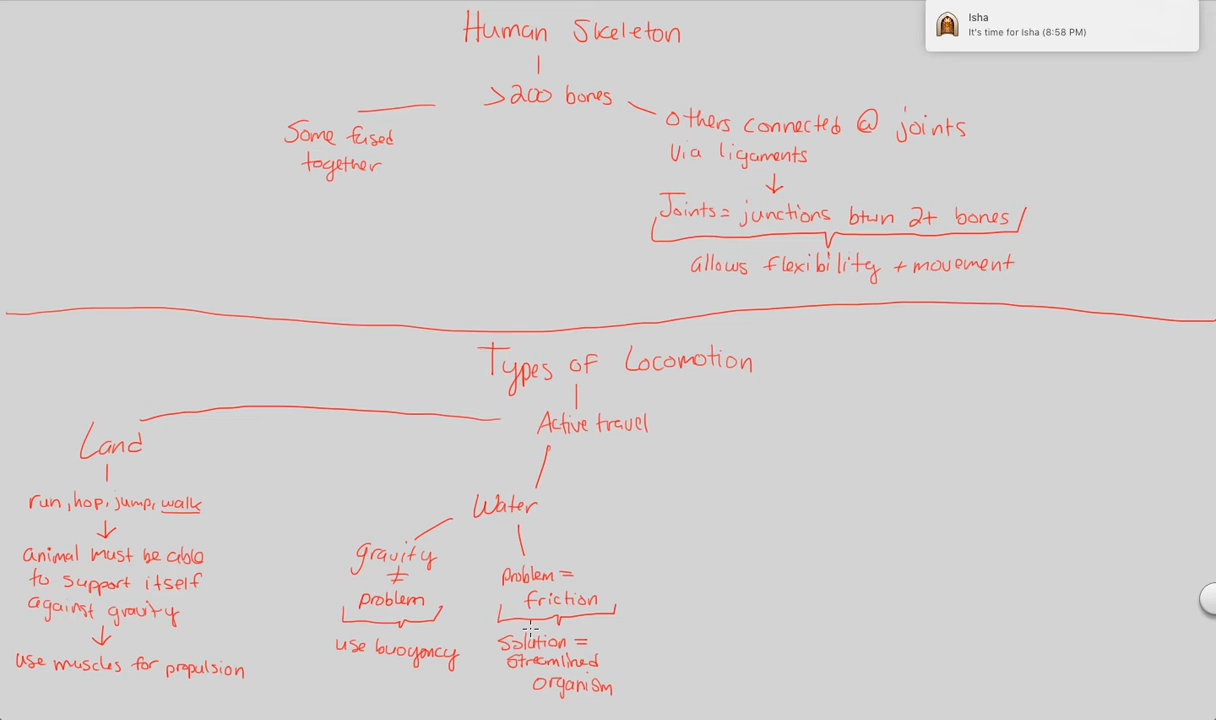 Isha
It's time for Isha (8:58 PM)
Human Skeleton
>200 bones
Some fused
together
others connected @ joints
via ligaments
Joints = junctions btwn 2+ bones
allows flexibility + movement
Types of Locomotion
Active travel
Land
run, hop, jump, walk
animal must be able
to support itself
against gravity
use muscles for propulsion
Water
gravity
≠
problem
use buoyancy
problem =
friction
Solution =
streamlined
organism